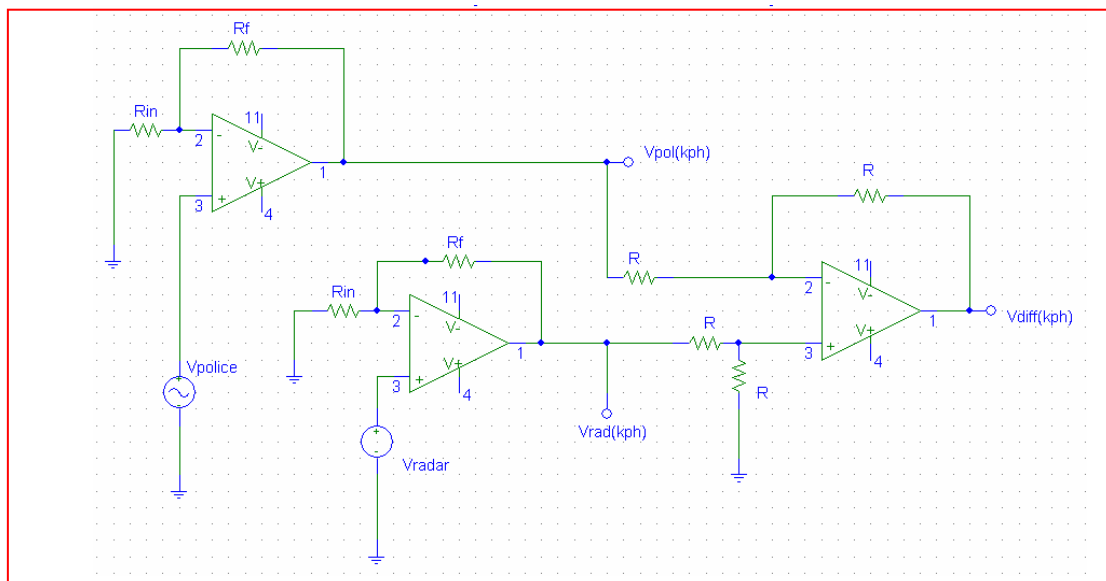 Rf
Rin
11
2
-
V-
1
V+
3
+
4
Vpol(kph)
R
Rf
R
11
Rin
2
-
V-
11
2
-
V-
R
1
Vdiff(kph)
1
V+
3
+
4
V+
3
+
4
Vpolice
+
-
R
Vrad(kph)
+
-
Vradar